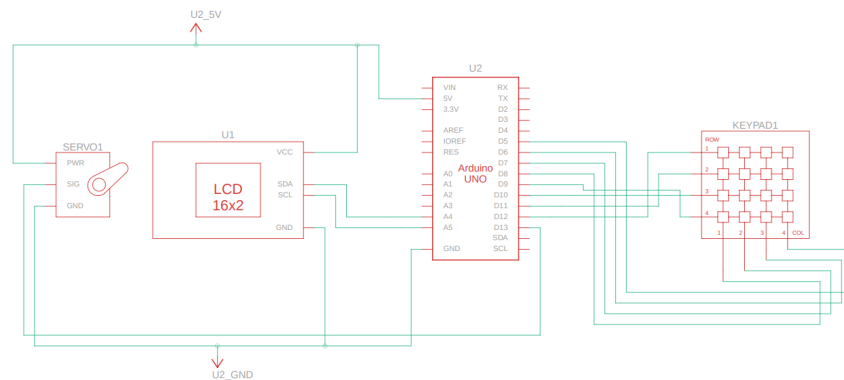 U2_5V
SERVO1
PWR
SIG
GND
U1
VCC
SDA
SCL
GND
LCD
16x2
U2
VIN
5V
3.3V
AREF
IOREF
RES
A0
A1
A2
A3
A4
A5
GND
Arduino
UNO
RX
TX
D2
D3
D4
D5
D6
D7
D8
D9
D10
D11
D12
D13
SDA
SCL
KEYPAD1
ROW
1
2
3
4
1 2 3 4 COL
U2_GND